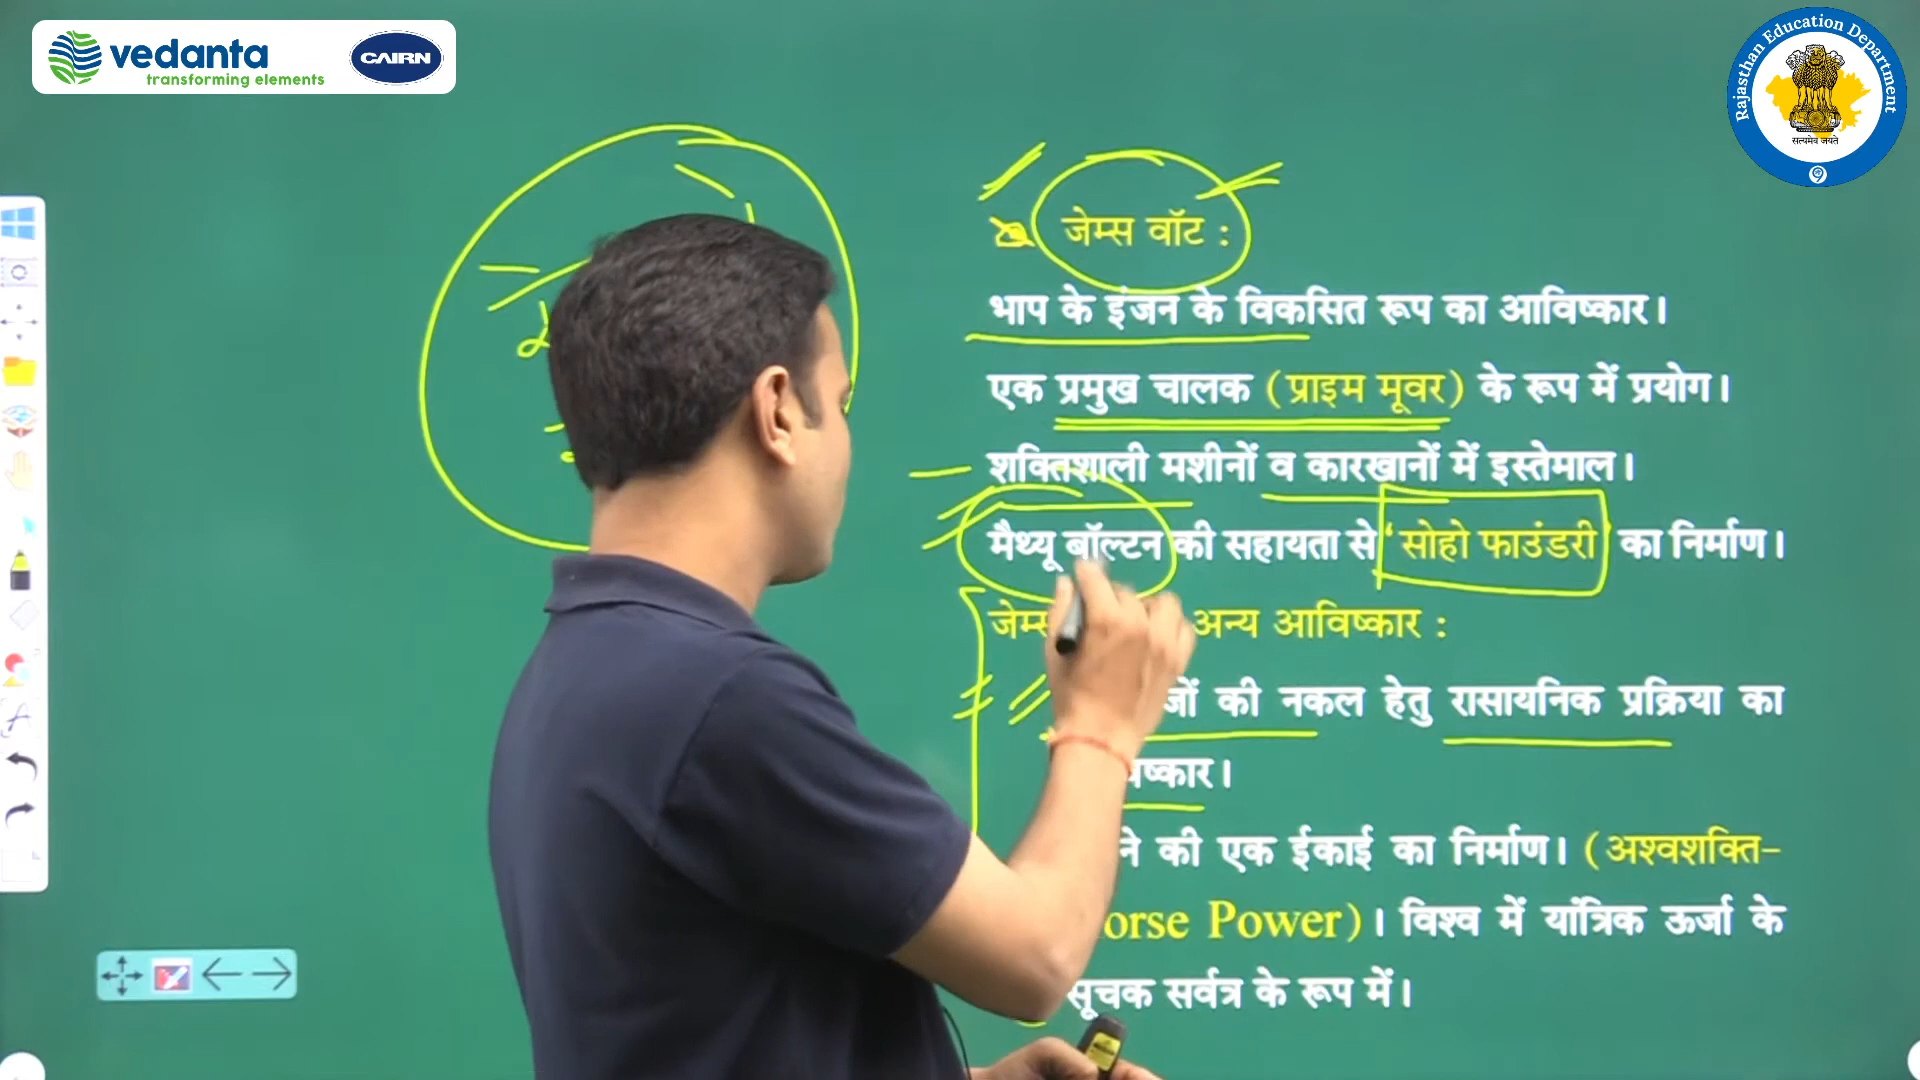 vedanta
transforming elements
CAIRN
Rajasthan Education Department
सत्यमेव जयते
जेम्स वॉट :
भाप के इंजन के विकसित रूप का आविष्कार।
एक प्रमुख चालक (प्राइम मूवर) के रूप में प्रयोग।
शक्तिशाली मशीनों व कारखानों में इस्तेमाल।
मैथ्यू बॉल्टन की सहायता से 'सोहो फाउंडरी' का निर्माण।
अन्य आविष्कार :
की नकल हेतु रासायनिक प्रक्रिया का
की एक ईकाई का निर्माण। (अश्वशक्ति-
Power)। विश्व में यांत्रिक ऊर्जा के
सूचक सर्वत्र के रूप में।